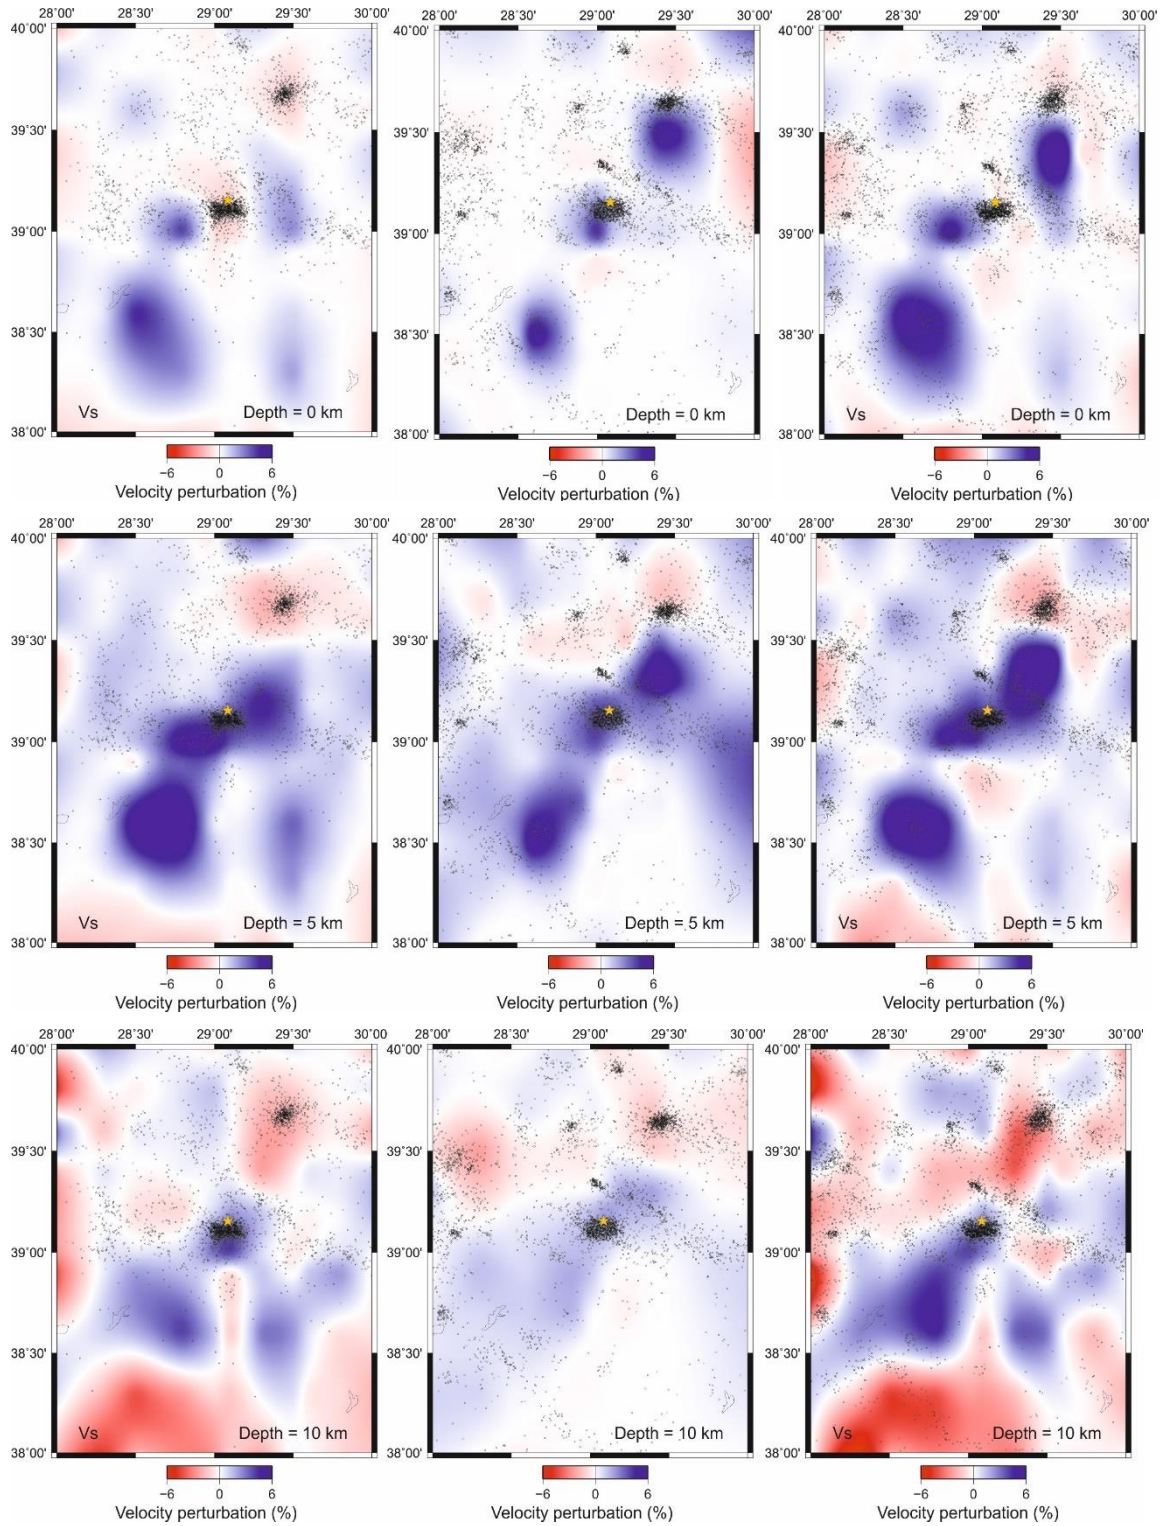 28˚00' 28˚30' 29˚00' 29˚30' 30˚00' 28˚00' 28˚30' 29˚00' 29˚30' 30˚00' 28˚00' 28˚30' 29˚00' 29˚30' 30˚00'
40˚00' 40˚00' 40˚00'
39˚30' 39˚30' 39˚30'
39˚00' 39˚00' 39˚00'
38˚30' 38˚30' 38˚30'
Vs Depth = 0 km Depth = 0 km Vs Depth = 0 km
38˚00' 38˚00' 38˚00'
−6 0 6 −6 0 6 −6 0 6
Velocity perturbation (%) Velocity perturbation (%) Velocity perturbation (%)
28˚00' 28˚30' 29˚00' 29˚30' 30˚00' 28˚00' 28˚30' 29˚00' 29˚30' 30˚00' 28˚00' 28˚30' 29˚00' 29˚30' 30˚00'
40˚00' 40˚00' 40˚00'
39˚30' 39˚30' 39˚30'
39˚00' 39˚00' 39˚00'
38˚30' 38˚30' 38˚30'
Vs Depth = 5 km Depth = 5 km Vs Depth = 5 km
38˚00' 38˚00' 38˚00'
−6 0 6 −6 0 6 −6 0 6
Velocity perturbation (%) Velocity perturbation (%) Velocity perturbation (%)
28˚00' 28˚30' 29˚00' 29˚30' 30˚00' 28˚00' 28˚30' 29˚00' 29˚30' 30˚00' 28˚00' 28˚30' 29˚00' 29˚30' 30˚00'
40˚00' 40˚00' 40˚00'
39˚30' 39˚30' 39˚30'
39˚00' 39˚00' 39˚00'
38˚30' 38˚30' 38˚30'
Vs Depth = 10 km Depth = 10 km Vs Depth = 10 km
38˚00' 38˚00' 38˚00'
−6 0 6 −6 0 6 −6 0 6
Velocity perturbation (%) Velocity perturbation (%) Velocity perturbation (%)